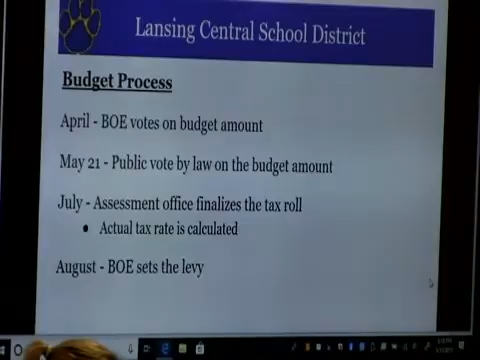 Lansing Central School District
Budget Process
April - BOE votes on budget amount
May 21 - Public vote by law on the budget amount
July - Assessment office finalizes the tax roll
• Actual tax rate is calculated
August - BOE sets the levy